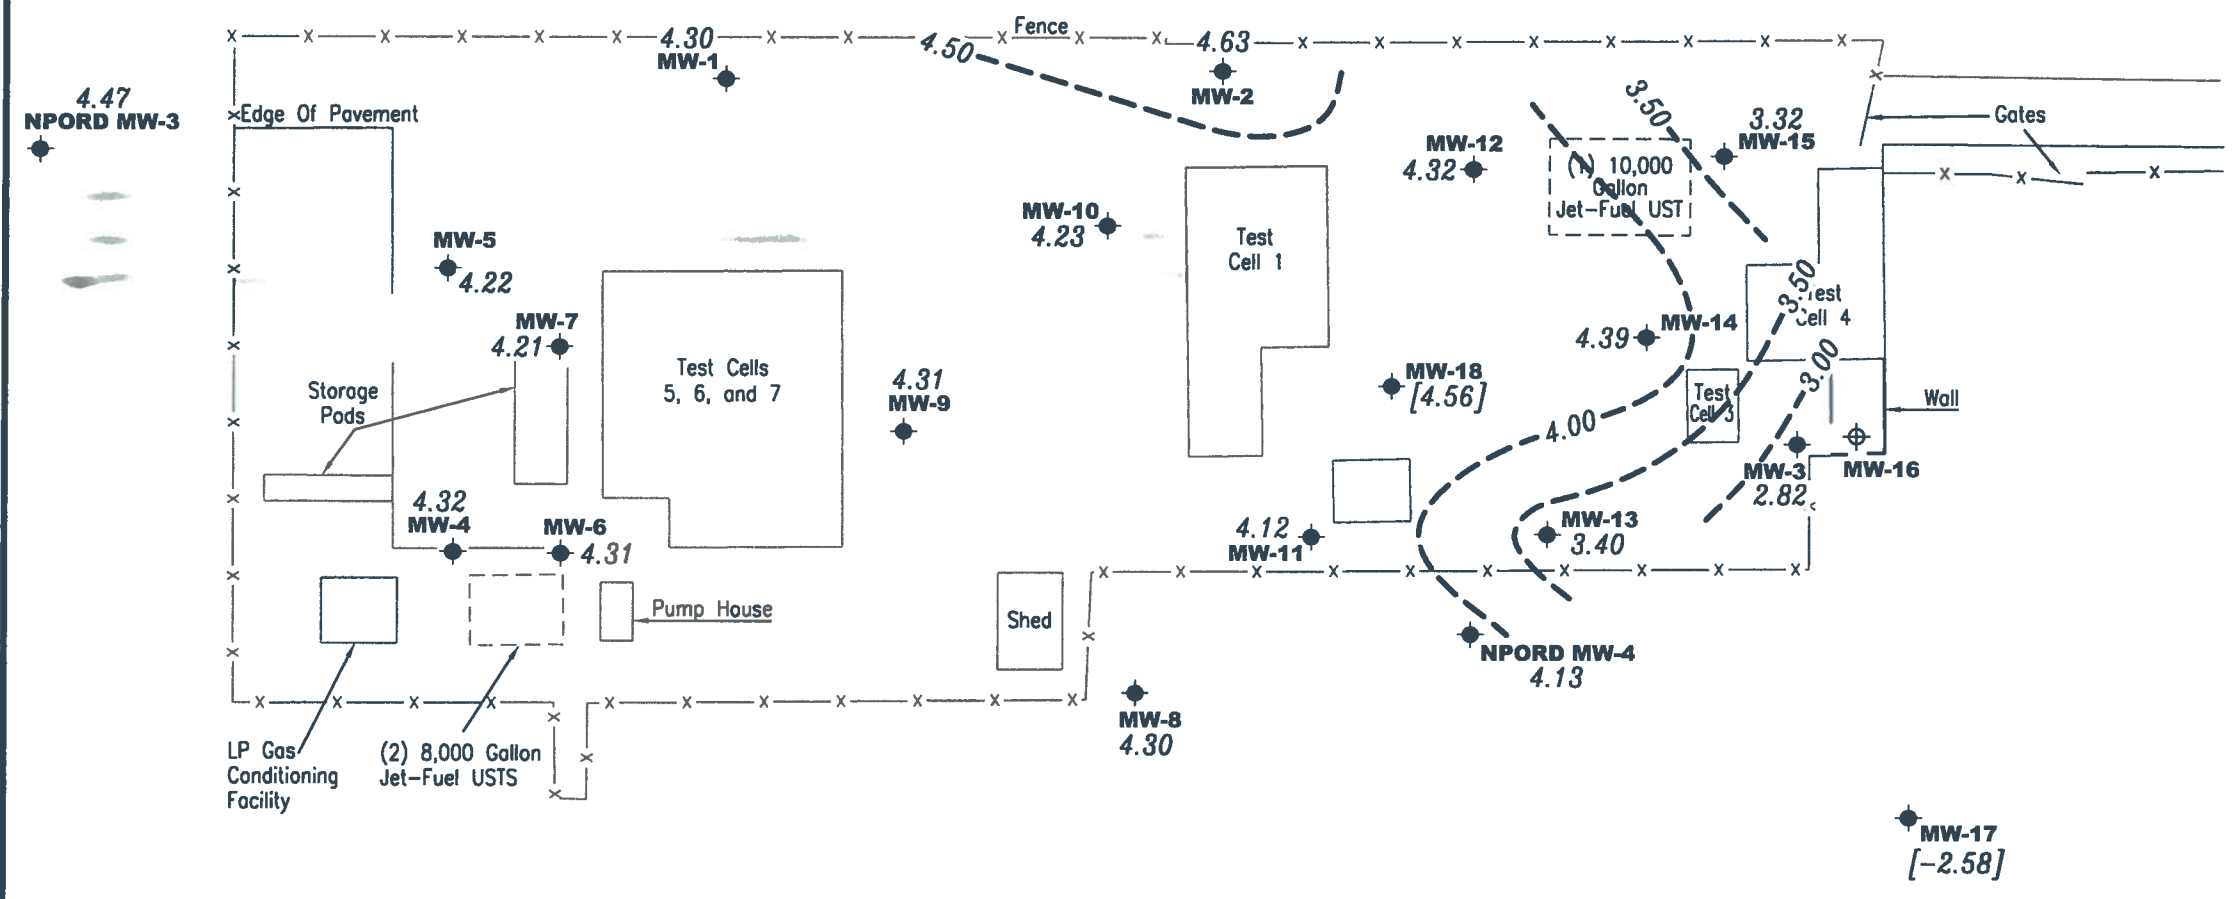 Fence
4.30
MW-1
4.50
4.63
MW-2
4.47
NPORD MW-3
Edge Of Pavement
3.50
3.32
MW-15
Gates
MW-12
4.32
(1) 10,000
Gallon
Jet-Fuel UST
MW-10
4.23
Test
Cell 1
MW-5
4.22
MW-7
4.21
Test Cells
5, 6, and 7
Storage
Pods
4.31
MW-9
MW-14
4.39
3.50
Test
Cell 4
3.00
MW-18
[4.56]
4.00
Test
Cell 3
Wall
MW-3
2.82
MW-16
4.32
MW-4
MW-6
4.31
4.12
MW-11
MW-13
3.40
Pump House
Shed
NPORD MW-4
4.13
MW-8
4.30
LP Gas
Conditioning
Facility
(2) 8,000 Gallon
Jet-Fuel USTS
MW-17
[-2.58]